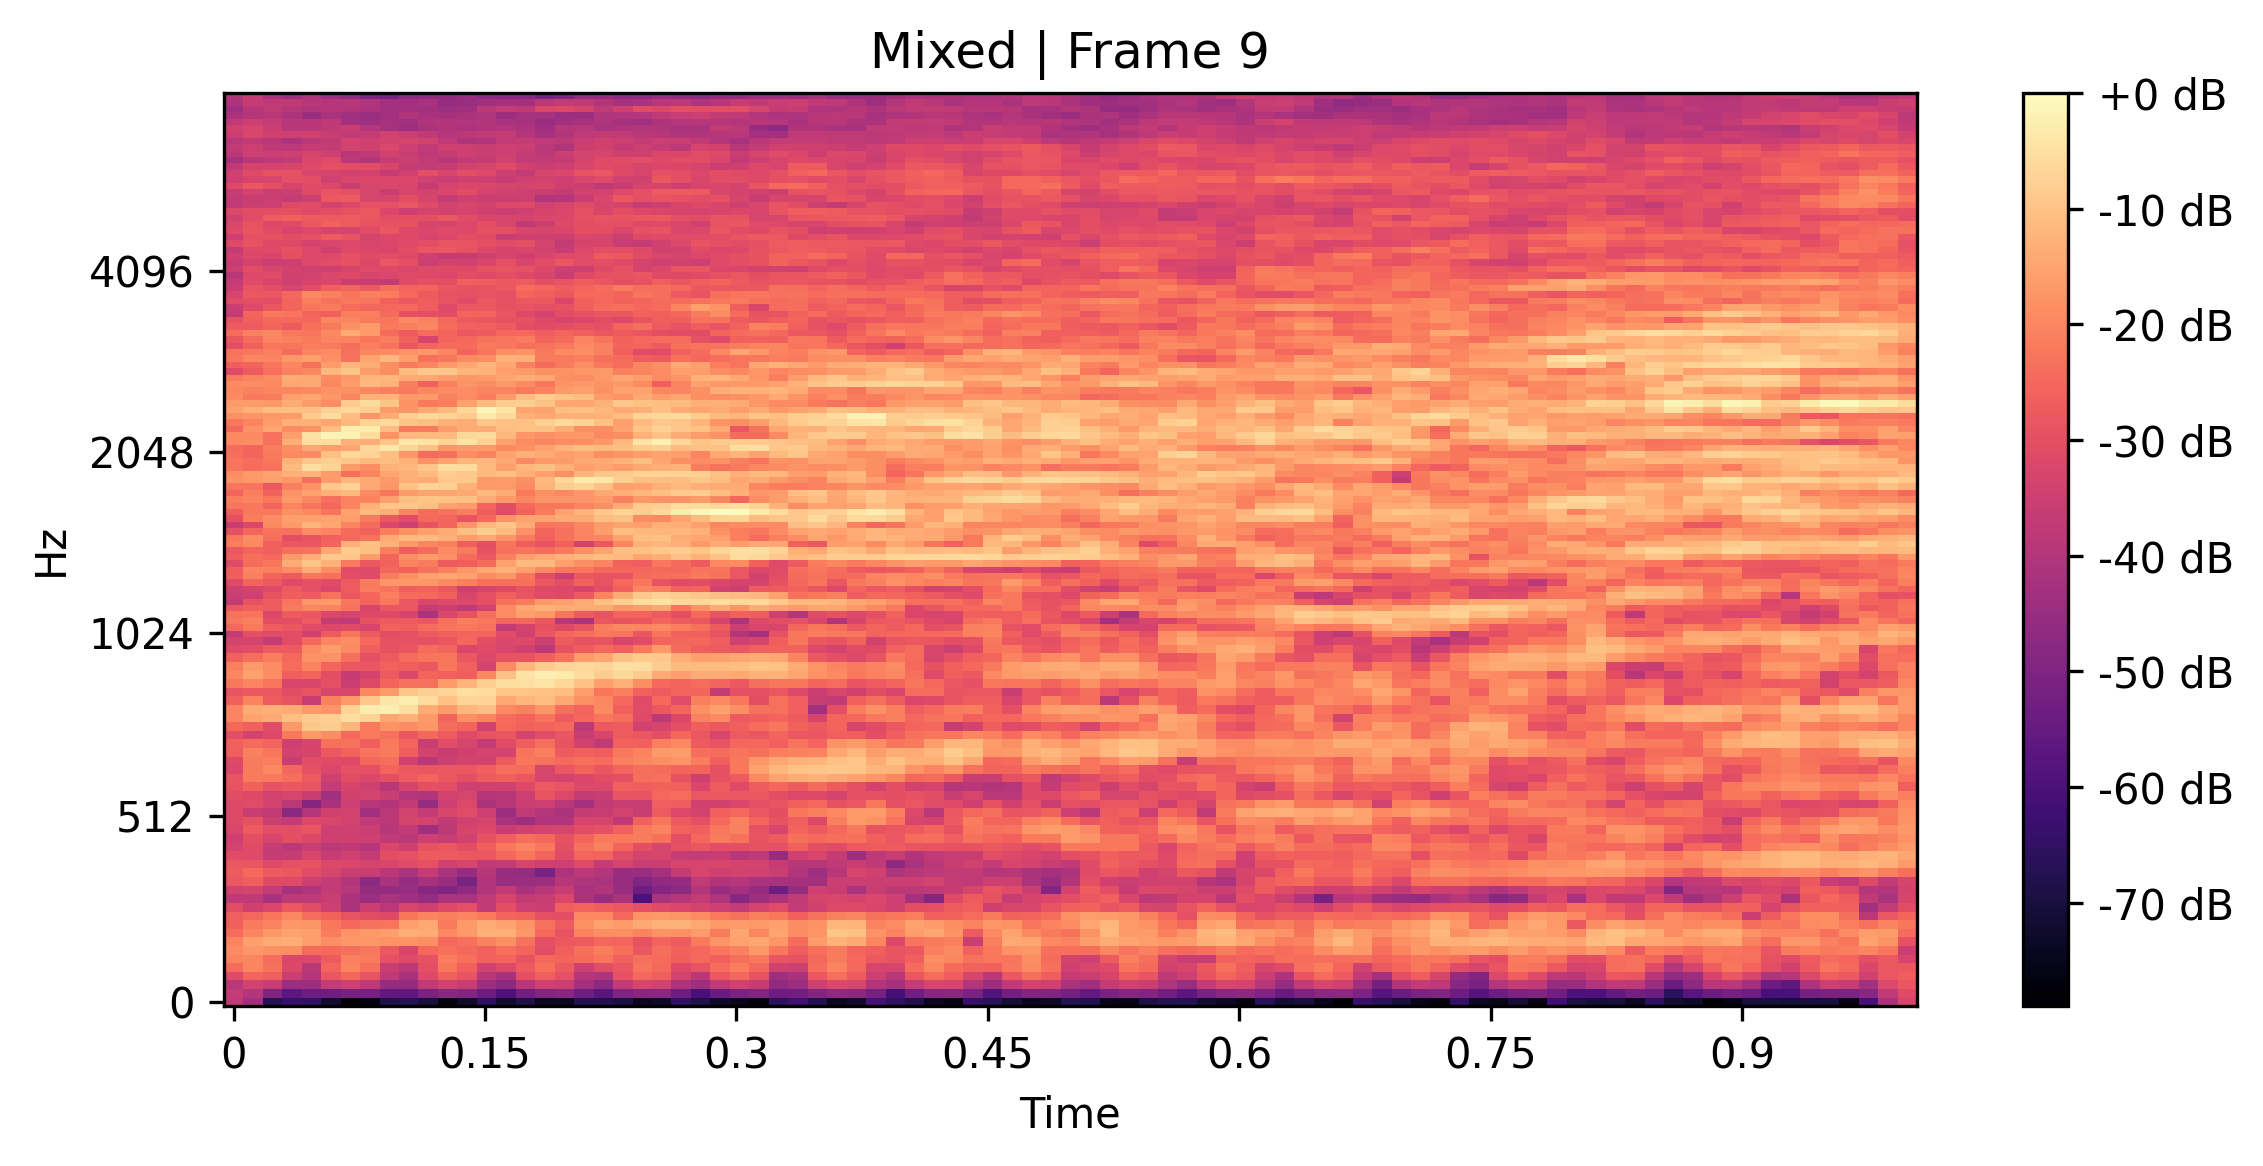 Mixed | Frame 9
+0 dB
-10 dB
-20 dB
-30 dB
-40 dB
-50 dB
-60 dB
-70 dB
Hz
4096
2048
1024
512
0
0 0.15 0.3 0.45 0.6 0.75 0.9
Time